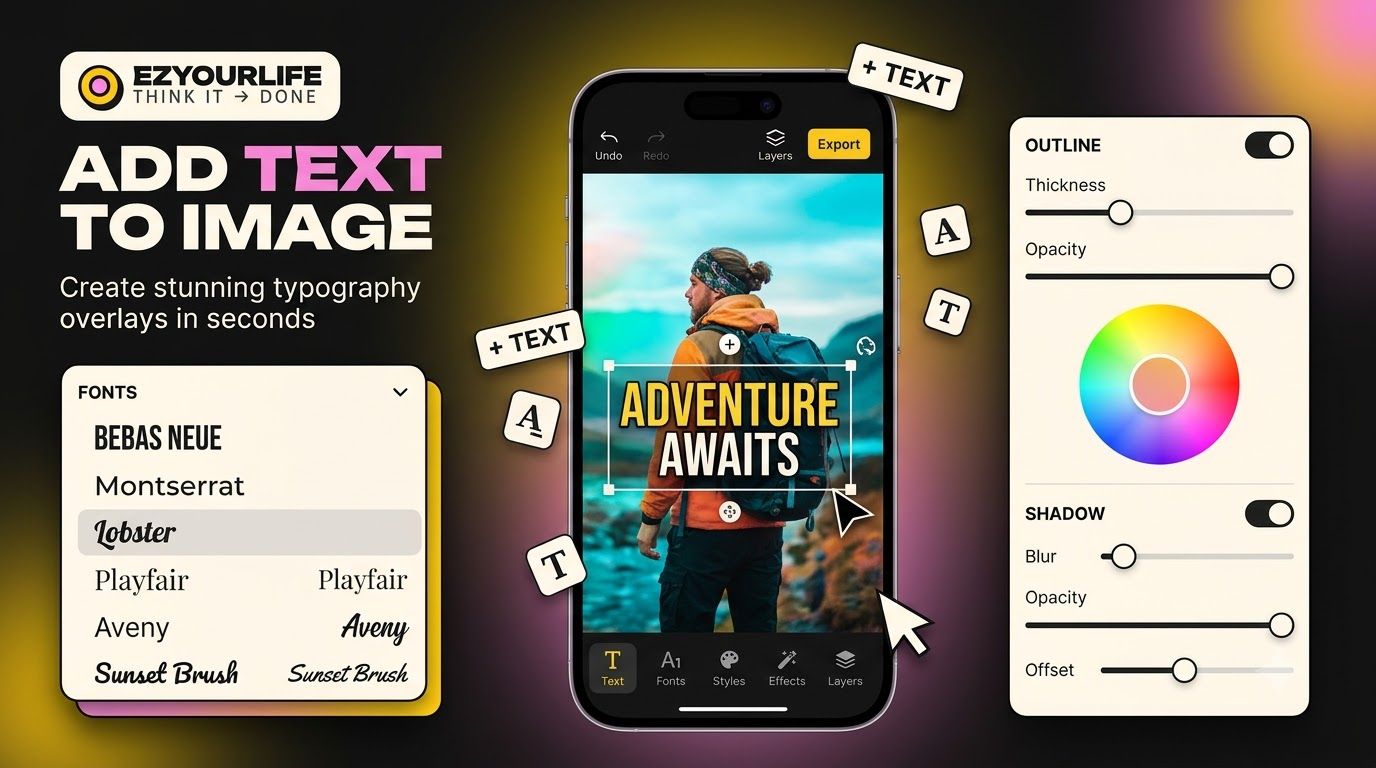 EZYOURLIFE
THINK IT → DONE
ADD TEXT
TO IMAGE
Create stunning typography
overlays in seconds
FONTS
BEBAS NEUE
Montserrat
Lobster
Playfair Playfair
Aveny Aveny
Sunset Brush Sunset Brush
+ TEXT
A
T
+ TEXT
A
T
Undo Redo Layers Export
ADVENTURE
AWAITS
T A1
Text Fonts Styles Effects Layers
OUTLINE
Thickness
Opacity
SHADOW
Blur
Opacity
Offset